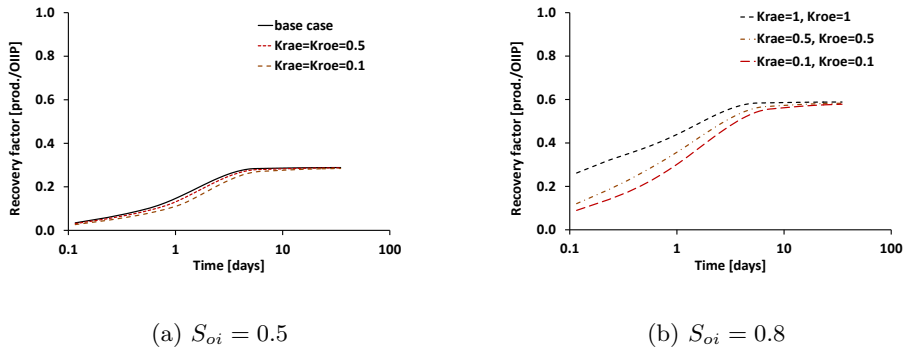 Recovery factor [prod./OIIP]
1.0
0.8
0.6
0.4
0.2
0.0
0.1
1
10
100
Time [days]
base case
Krae=Kroe=0.5
Krae=Kroe=0.1
(a) S_{oi} = 0.5
Recovery factor [prod./OIIP]
1.0
0.8
0.6
0.4
0.2
0.0
0.1
1
10
100
Time [days]
Krae=1, Kroe=1
Krae=0.5, Kroe=0.5
Krae=0.1, Kroe=0.1
(b) S_{oi} = 0.8